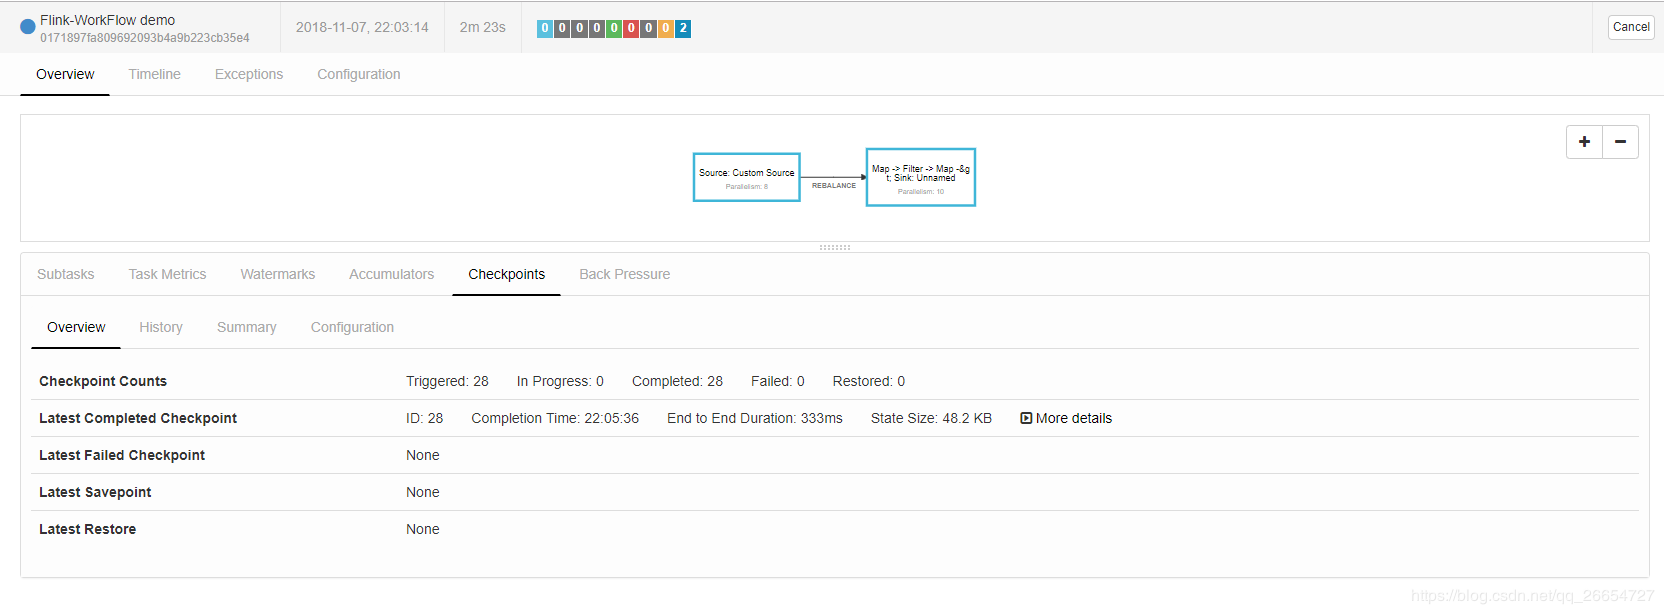 Flink-WorkFlow demo
0171897fa809692093b4a9b223cb35e4
2018-11-07, 22:03:14
2m 23s
0 0 0 0 0 0 0 0 2
Cancel
Overview Timeline Exceptions Configuration
+ −
Source: Custom Source
Parallelism: 8
REBALANCE
Map -> Filter -> Map -&g
t; Sink: Unnamed
Parallelism: 10
Subtasks Task Metrics Watermarks Accumulators Checkpoints Back Pressure
Overview History Summary Configuration
Checkpoint Counts Triggered: 28 In Progress: 0 Completed: 28 Failed: 0 Restored: 0
Latest Completed Checkpoint ID: 28 Completion Time: 22:05:36 End to End Duration: 333ms State Size: 48.2 KB More details
Latest Failed Checkpoint None
Latest Savepoint None
Latest Restore None
https://blog.csdn.net/qq_26654727